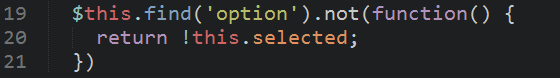 19 $this.find('option').not(function() {
20 return !this.selected;
21 })